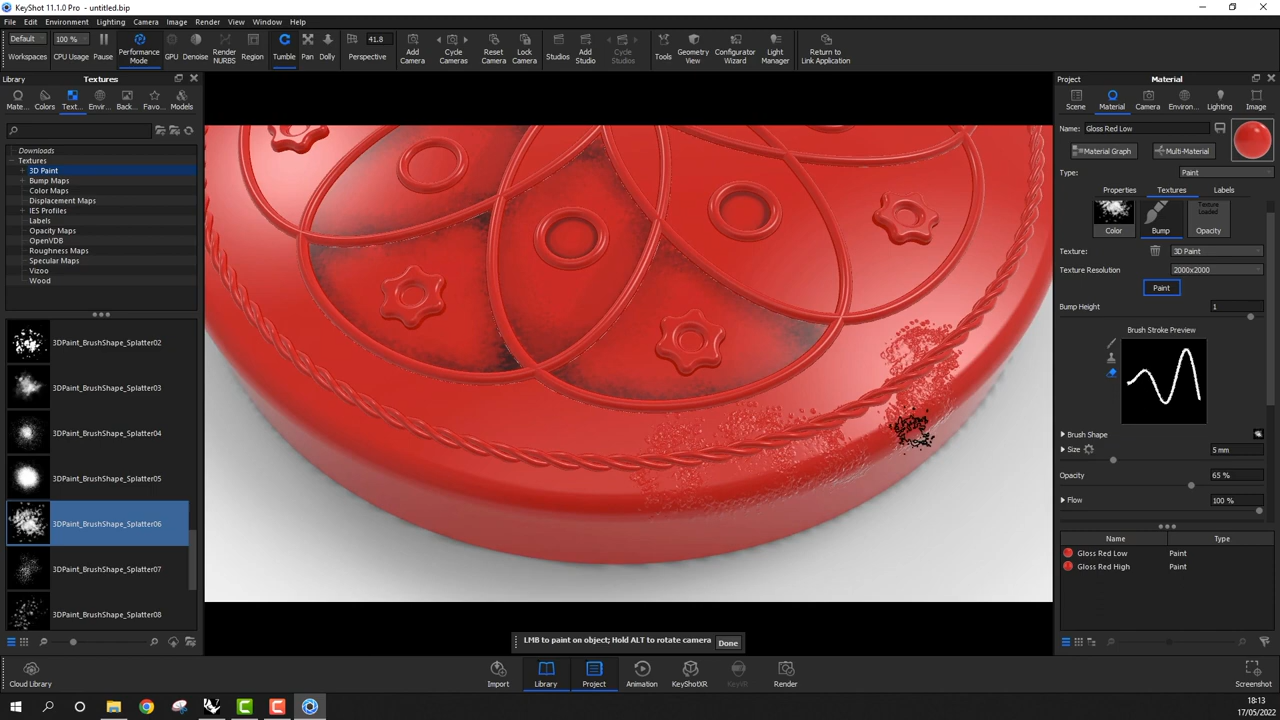 KeyShot 11.1.0 Pro - untitled.bip
File Edit Environment Lighting Camera Image Render View Window Help
Default 100 % 41.8
Workspaces CPU Usage Pause Performance Mode GPU Denoise Render NURBS Region Tumble Pan Dolly Perspective Add Camera Cycle Cameras Reset Camera Lock Camera Studios Add Studio Cycle Studios Tools Geometry View Configurator Wizard Light Manager Return to Link Application
Library Textures
Mate... Colors Text... Envir... Back... Favo... Models
Downloads
Textures
3D Paint
Bump Maps
Color Maps
Displacement Maps
IES Profiles
Labels
Opacity Maps
OpenVDB
Roughness Maps
Specular Maps
Vizoo
Wood
3DPaint_BrushShape_Splatter02
3DPaint_BrushShape_Splatter03
3DPaint_BrushShape_Splatter04
3DPaint_BrushShape_Splatter05
3DPaint_BrushShape_Splatter06
3DPaint_BrushShape_Splatter07
3DPaint_BrushShape_Splatter08
LMB to paint on object; Hold ALT to rotate camera Done
Project Material
Scene Material Camera Environ... Lighting Image
Name: Gloss Red Low
Material Graph Multi-Material
Type: Paint
Properties Textures Labels
Texture Loaded
Color Bump Opacity
Texture: 3D Paint
Texture Resolution 2000x2000
Paint
Bump Height 1
Brush Stroke Preview
Brush Shape
Size 5 mm
Opacity 65 %
Flow 100 %
Name Type
Gloss Red Low Paint
Gloss Red High Paint
Cloud Library Import Library Project Animation KeyShotXR KeyVR Render Screenshot
18:13
17/05/2022